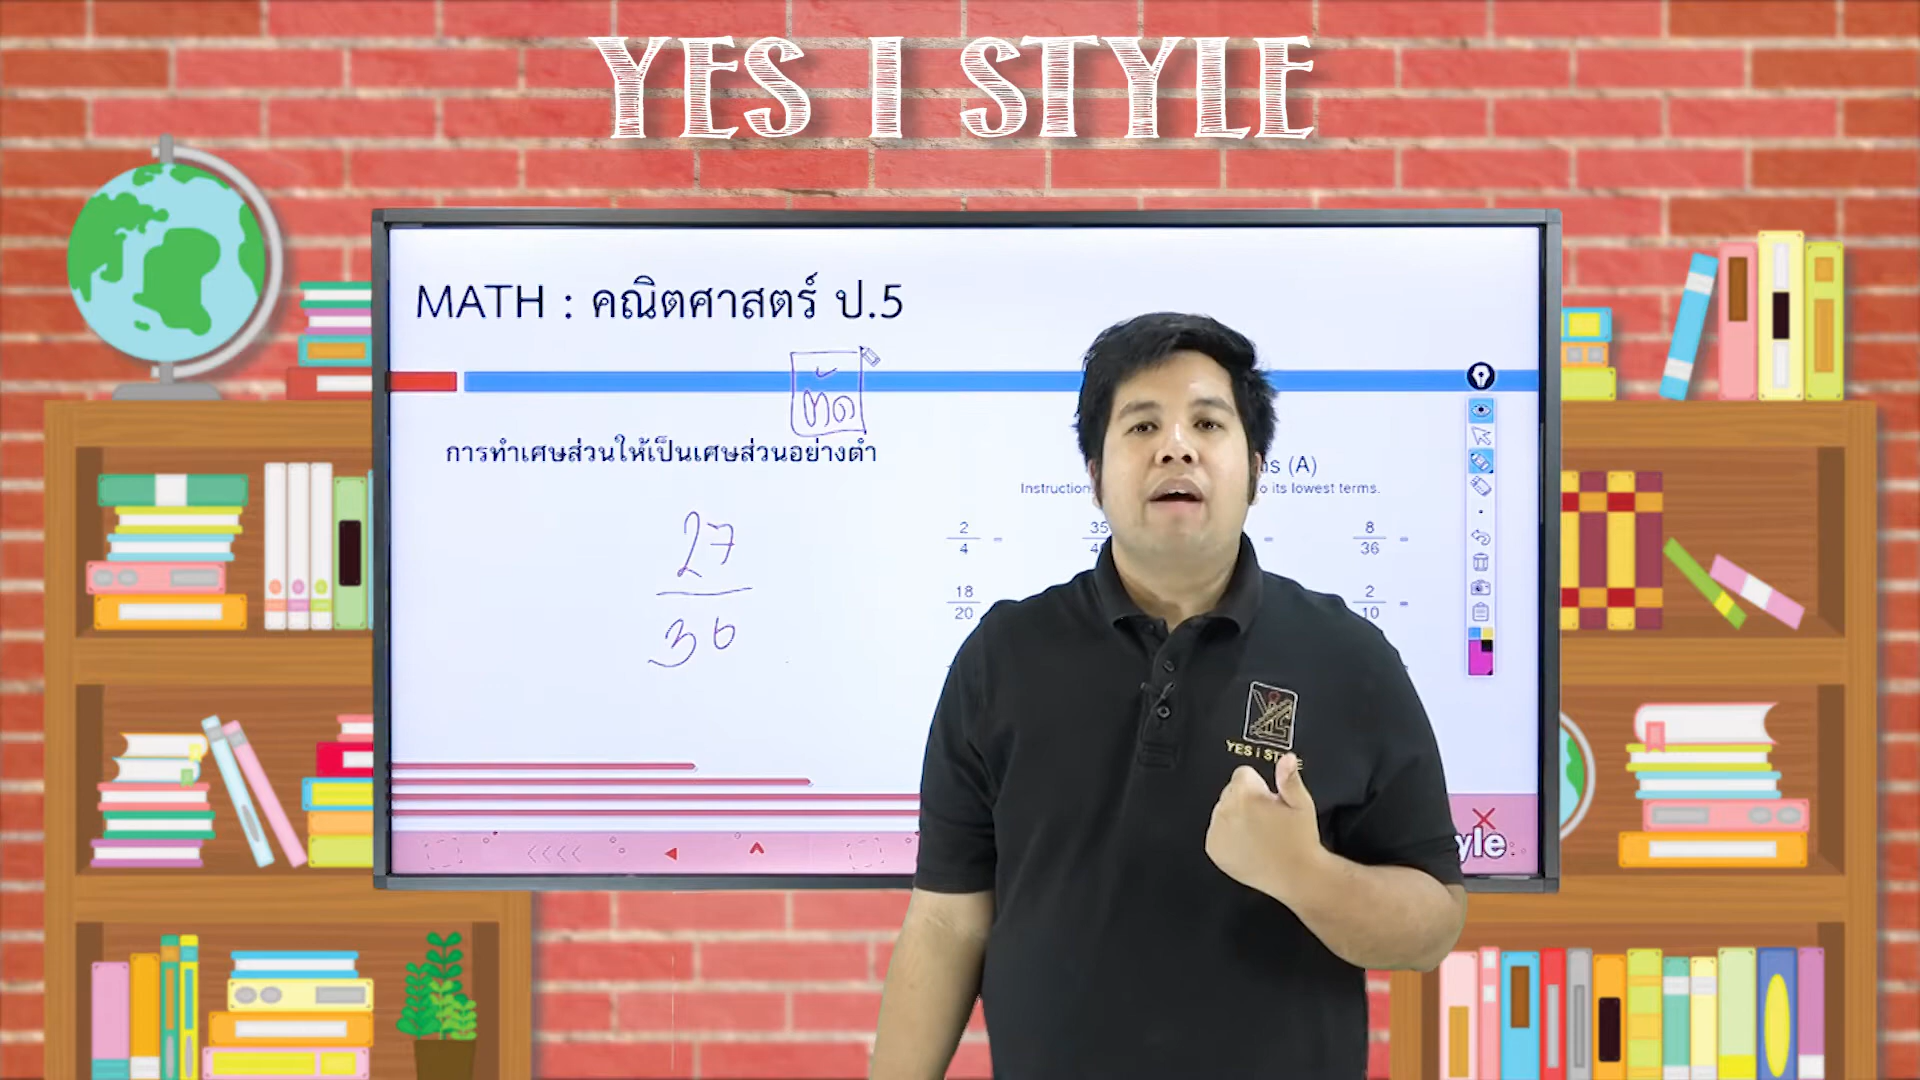 YES I STYLE
MATH : คณิตศาสตร์ ป.5
ตัด
การทำเศษส่วนให้เป็นเศษส่วนอย่างต่ำ
27
36
(A)
its lowest terms.
2
4
=
35
=
8
36
=
18
20
2
10
=
YES i STYLE
yle